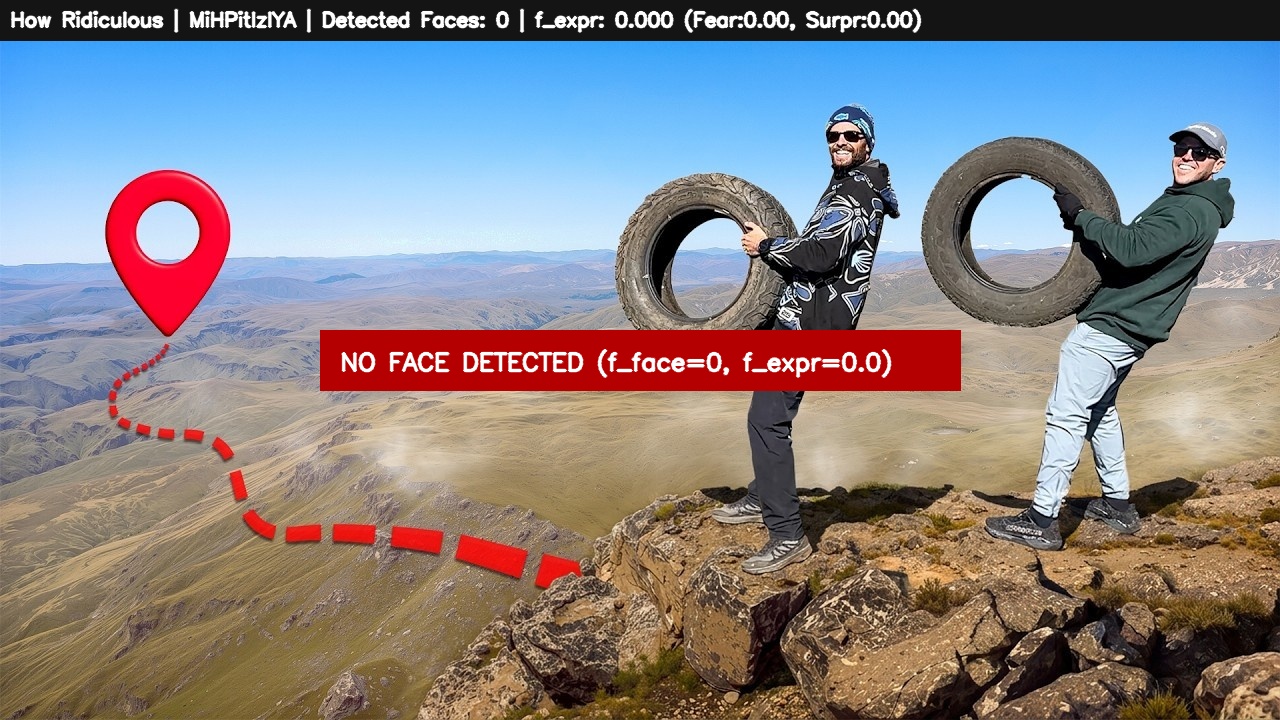 How Ridiculous | MiHPitIzIYA | Detected Faces: 0 | f_expr: 0.000 (Fear:0.00, Surpr:0.00)
NO FACE DETECTED (f_face=0, f_expr=0.0)